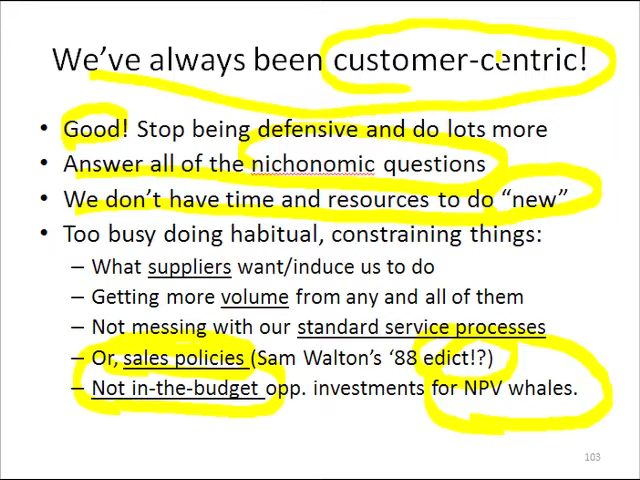 We've always been customer-centric!
• Good! Stop being defensive and do lots more
• Answer all of the nichonomic questions
• We don't have time and resources to do “new”
• Too busy doing habitual, constraining things:
– What suppliers want/induce us to do
– Getting more volume from any and all of them
– Not messing with our standard service processes
– Or, sales policies (Sam Walton's ‘88 edict!?)
– Not in-the-budget opp. investments for NPV whales.
103